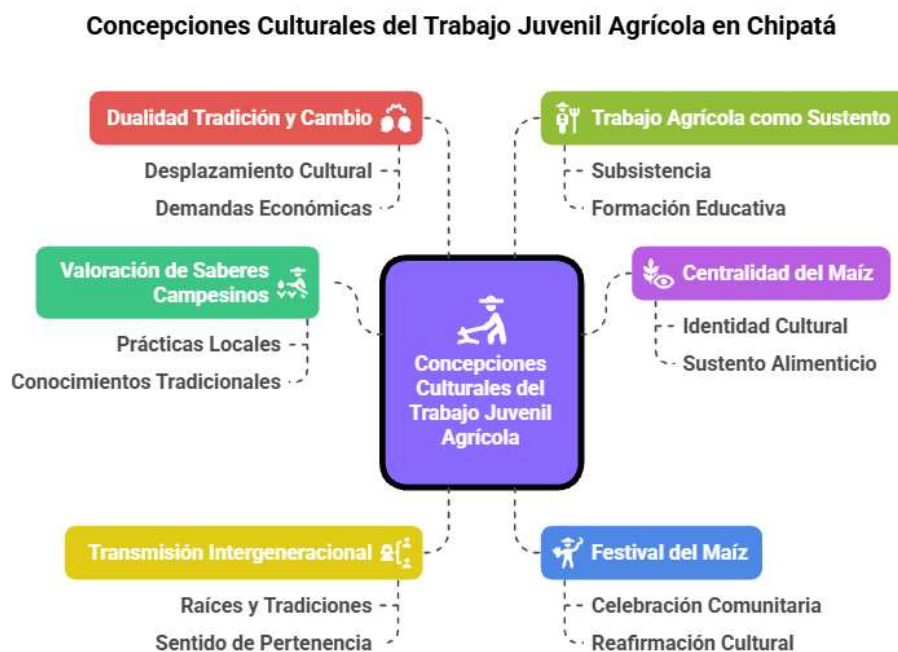 Concepciones Culturales del Trabajo Juvenil Agrícola en Chipatá
Dualidad Tradición y Cambio
Desplazamiento Cultural
Demandas Económicas
Trabajo Agrícola como Sustento
Subsistencia
Formación Educativa
Valoración de Saberes
Campesinos
Prácticas Locales
Conocimientos Tradicionales
Centralidad del Maíz
Identidad Cultural
Sustento Alimenticio
Concepciones
Culturales del
Trabajo Juvenil
Agrícola
Transmisión Intergeneracional
Raíces y Tradiciones
Sentido de Pertenencia
Festival del Maíz
Celebración Comunitaria
Reafirmación Cultural